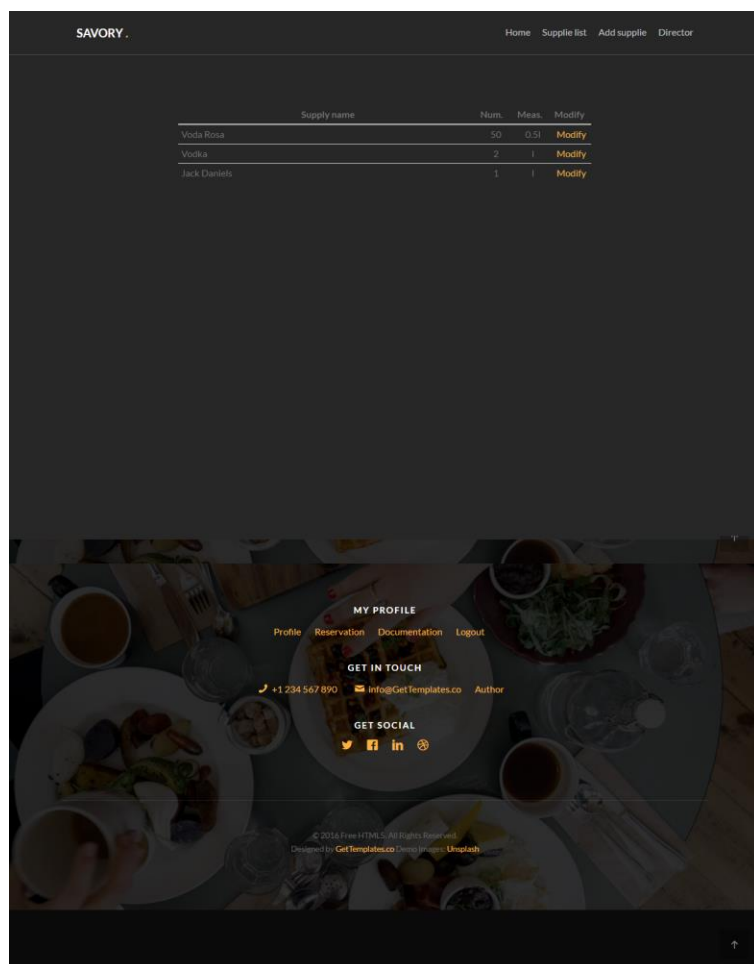 SAVORY .
Home Supplie list Add supplie Director
Supply name Num. Meas. Modify
Voda Rosa 50 0.5l Modify
Vodka 2 l Modify
Jack Daniels 1 l Modify
MY PROFILE
Profile Reservation Documentation Logout
GET IN TOUCH
+1 234 567 890 Info@GetTemplates.co Author
GET SOCIAL
© 2016 Free HTML5. All Rights Reserved.
Designed by GetTemplates.co Demo Images: Unsplash